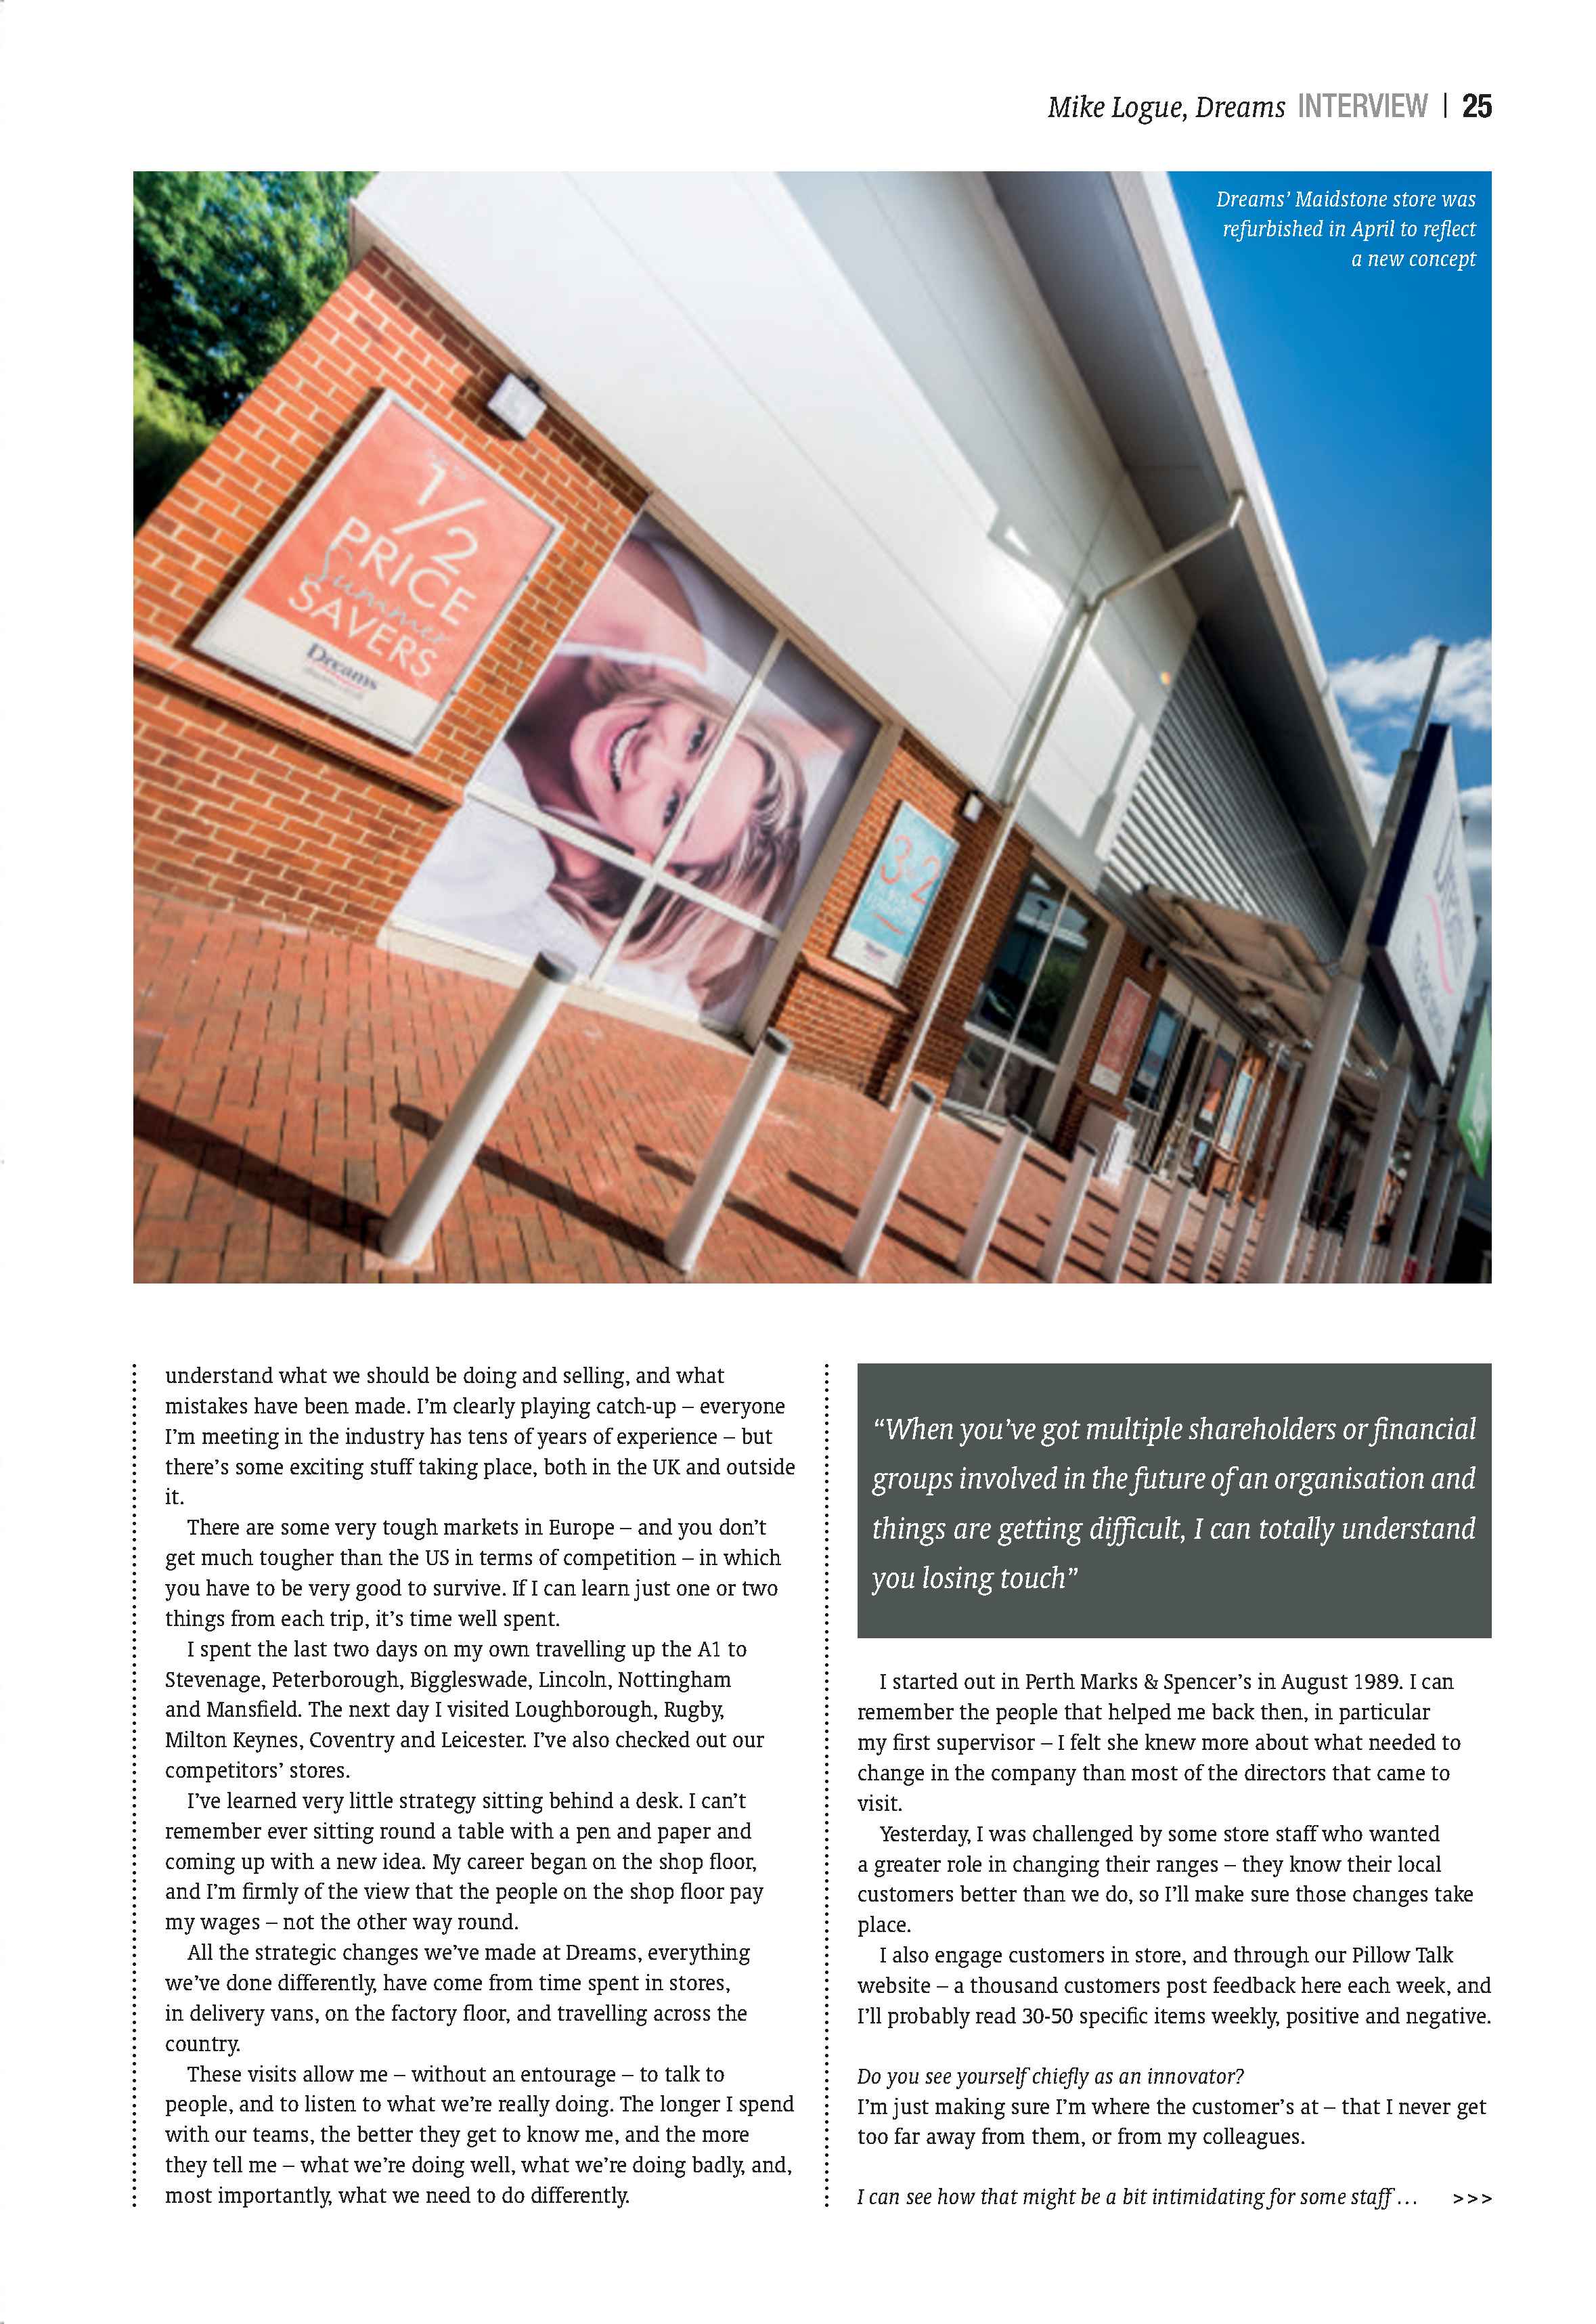 Mike Logue, Dreams INTERVIEW | 25
Dreams’ Maidstone store was
refurbished in April to reflect
a new concept
1/2
PRICE
Summer
SAVERS
Dreams
3 2
understand what we should be doing and selling, and what
mistakes have been made. I’m clearly playing catch-up – everyone
I’m meeting in the industry has tens of years of experience – but
there’s some exciting stuff taking place, both in the UK and outside
it.
There are some very tough markets in Europe – and you don’t
get much tougher than the US in terms of competition – in which
you have to be very good to survive. If I can learn just one or two
things from each trip, it’s time well spent.
I spent the last two days on my own travelling up the A1 to
Stevenage, Peterborough, Biggleswade, Lincoln, Nottingham
and Mansfield. The next day I visited Loughborough, Rugby,
Milton Keynes, Coventry and Leicester. I’ve also checked out our
competitors’ stores.
I’ve learned very little strategy sitting behind a desk. I can’t
remember ever sitting round a table with a pen and paper and
coming up with a new idea. My career began on the shop floor,
and I’m firmly of the view that the people on the shop floor pay
my wages – not the other way round.
All the strategic changes we’ve made at Dreams, everything
we’ve done differently, have come from time spent in stores,
in delivery vans, on the factory floor, and travelling across the
country.
These visits allow me – without an entourage – to talk to
people, and to listen to what we’re really doing. The longer I spend
with our teams, the better they get to know me, and the more
they tell me – what we’re doing well, what we’re doing badly, and,
most importantly, what we need to do differently.
“When you’ve got multiple shareholders or financial
groups involved in the future of an organisation and
things are getting difficult, I can totally understand
you losing touch”
I started out in Perth Marks & Spencer’s in August 1989. I can
remember the people that helped me back then, in particular
my first supervisor – I felt she knew more about what needed to
change in the company than most of the directors that came to
visit.
Yesterday, I was challenged by some store staff who wanted
a greater role in changing their ranges – they know their local
customers better than we do, so I’ll make sure those changes take
place.
I also engage customers in store, and through our Pillow Talk
website – a thousand customers post feedback here each week, and
I’ll probably read 30-50 specific items weekly, positive and negative.
Do you see yourself chiefly as an innovator?
I’m just making sure I’m where the customer’s at – that I never get
too far away from them, or from my colleagues.
I can see how that might be a bit intimidating for some staff … >>>